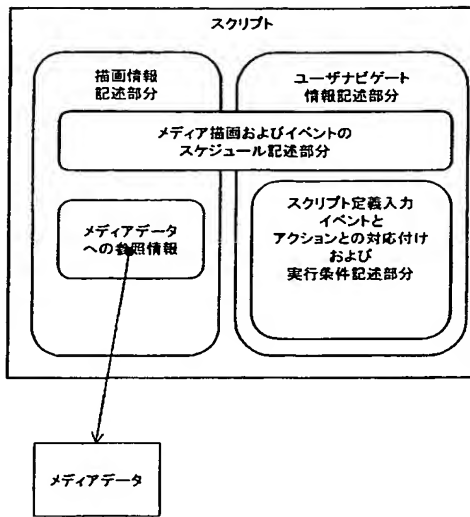 スクリプト
描画情報
記述部分
ユーザナビゲート
情報記述部分
メディア描画およびイベントの
スケジュール記述部分
メディアデータ
への参照情報
スクリプト定義入力
イベントと
アクションとの対応付け
および
実行条件記述部分
メディアデータ